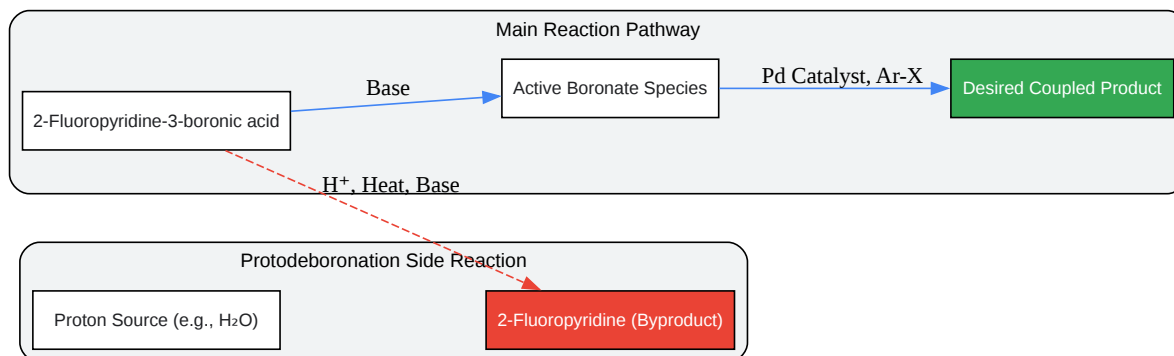 Main Reaction Pathway
2-Fluoropyridine-3-boronic acid
Base
Active Boronate Species
Pd Catalyst, Ar-X
Desired Coupled Product
H⁺, Heat, Base
Protodeboronation Side Reaction
Proton Source (e.g., H₂O)
2-Fluoropyridine (Byproduct)